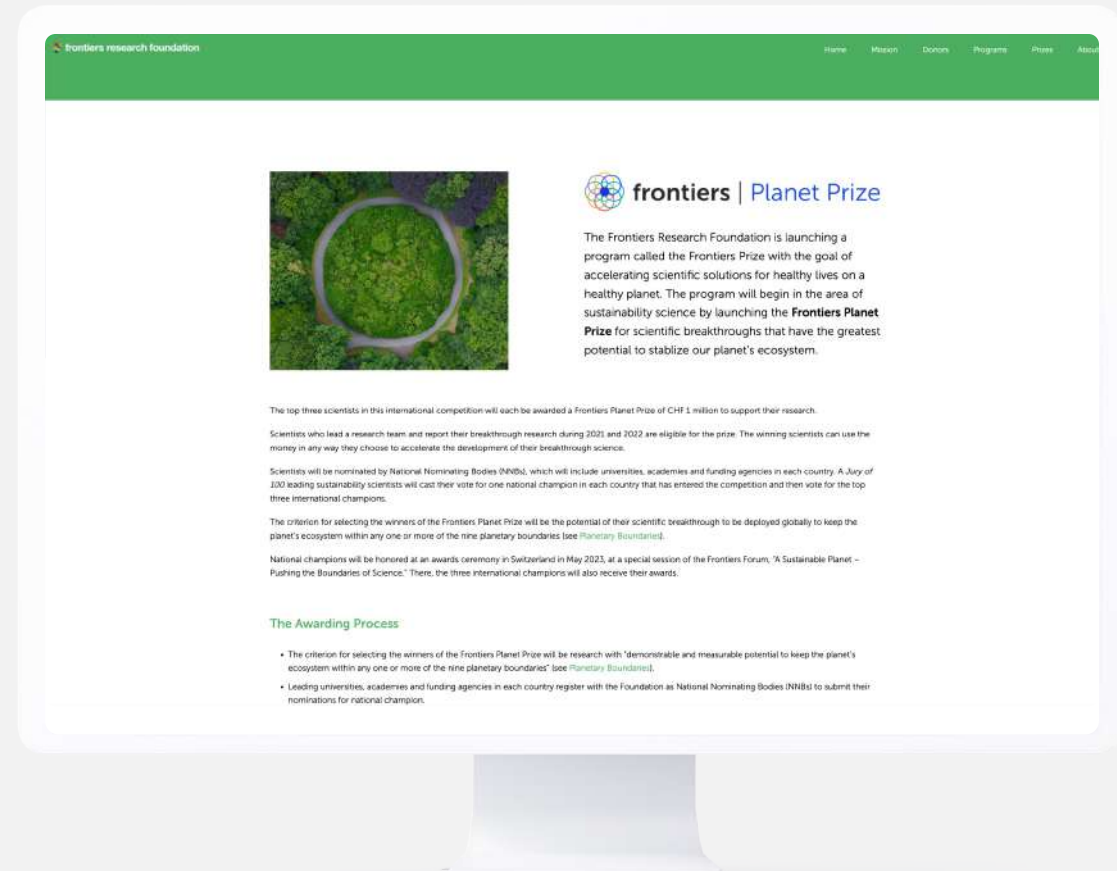 frontiers research foundation
Home Mission Donors Programs Prizes About
frontiers | Planet Prize
The Frontiers Research Foundation is launching a
program called the Frontiers Prize with the goal of
accelerating scientific solutions for healthy lives on a
healthy planet. The program will begin in the area of
sustainability science by launching the Frontiers Planet
Prize for scientific breakthroughs that have the greatest
potential to stablize our planet's ecosystem.
The top three scientists in this international competition will each be awarded a Frontiers Planet Prize of CHF 1 million to support their research.
Scientists who lead a research team and report their breakthrough research during 2021 and 2022 are eligible for the prize. The winning scientists can use the
money in any way they choose to accelerate the development of their breakthrough science.
Scientists will be nominated by National Nominating Bodies (NNBs), which will include universities, academies and funding agencies in each country. A Jury of
100 leading sustainability scientists will cast their vote for one national champion in each country that has entered the competition and then vote for the top
three international champions.
The criterion for selecting the winners of the Frontiers Planet Prize will be the potential of their scientific breakthrough to be deployed globally to keep the
planet's ecosystem within any one or more of the nine planetary boundaries (see Planetary Boundaries).
National champions will be honored at an awards ceremony in Switzerland in May 2023, at a special session of the Frontiers Forum, "A Sustainable Planet –
Pushing the Boundaries of Science." There, the three international champions will also receive their awards.
The Awarding Process
• The criterion for selecting the winners of the Frontiers Planet Prize will be research with "demonstrable and measurable potential to keep the planet's
ecosystem within any one or more of the nine planetary boundaries" (see Planetary Boundaries).
• Leading universities, academies and funding agencies in each country register with the Foundation as National Nominating Bodies (NNBs) to submit their
nominations for national champion.